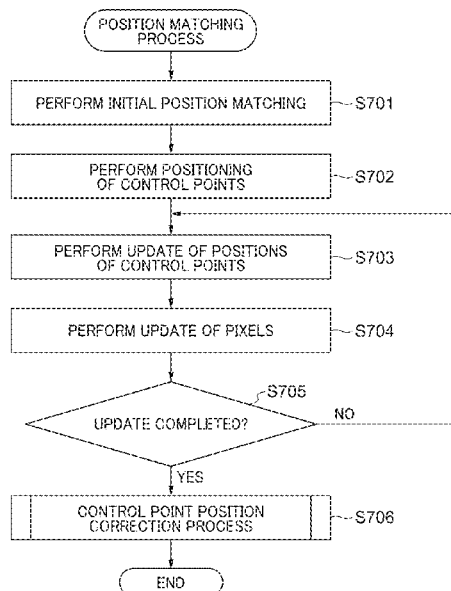 POSITION MATCHING
PROCESS
PERFORM INITIAL POSITION MATCHING
S701
PERFORM POSITIONING
OF CONTROL POINTS
S702
PERFORM UPDATE OF POSITIONS
OF CONTROL POINTS
S703
PERFORM UPDATE OF PIXELS
S704
S705
UPDATE COMPLETED?
NO
YES
CONTROL POINT POSITION
CORRECTION PROCESS
S706
END